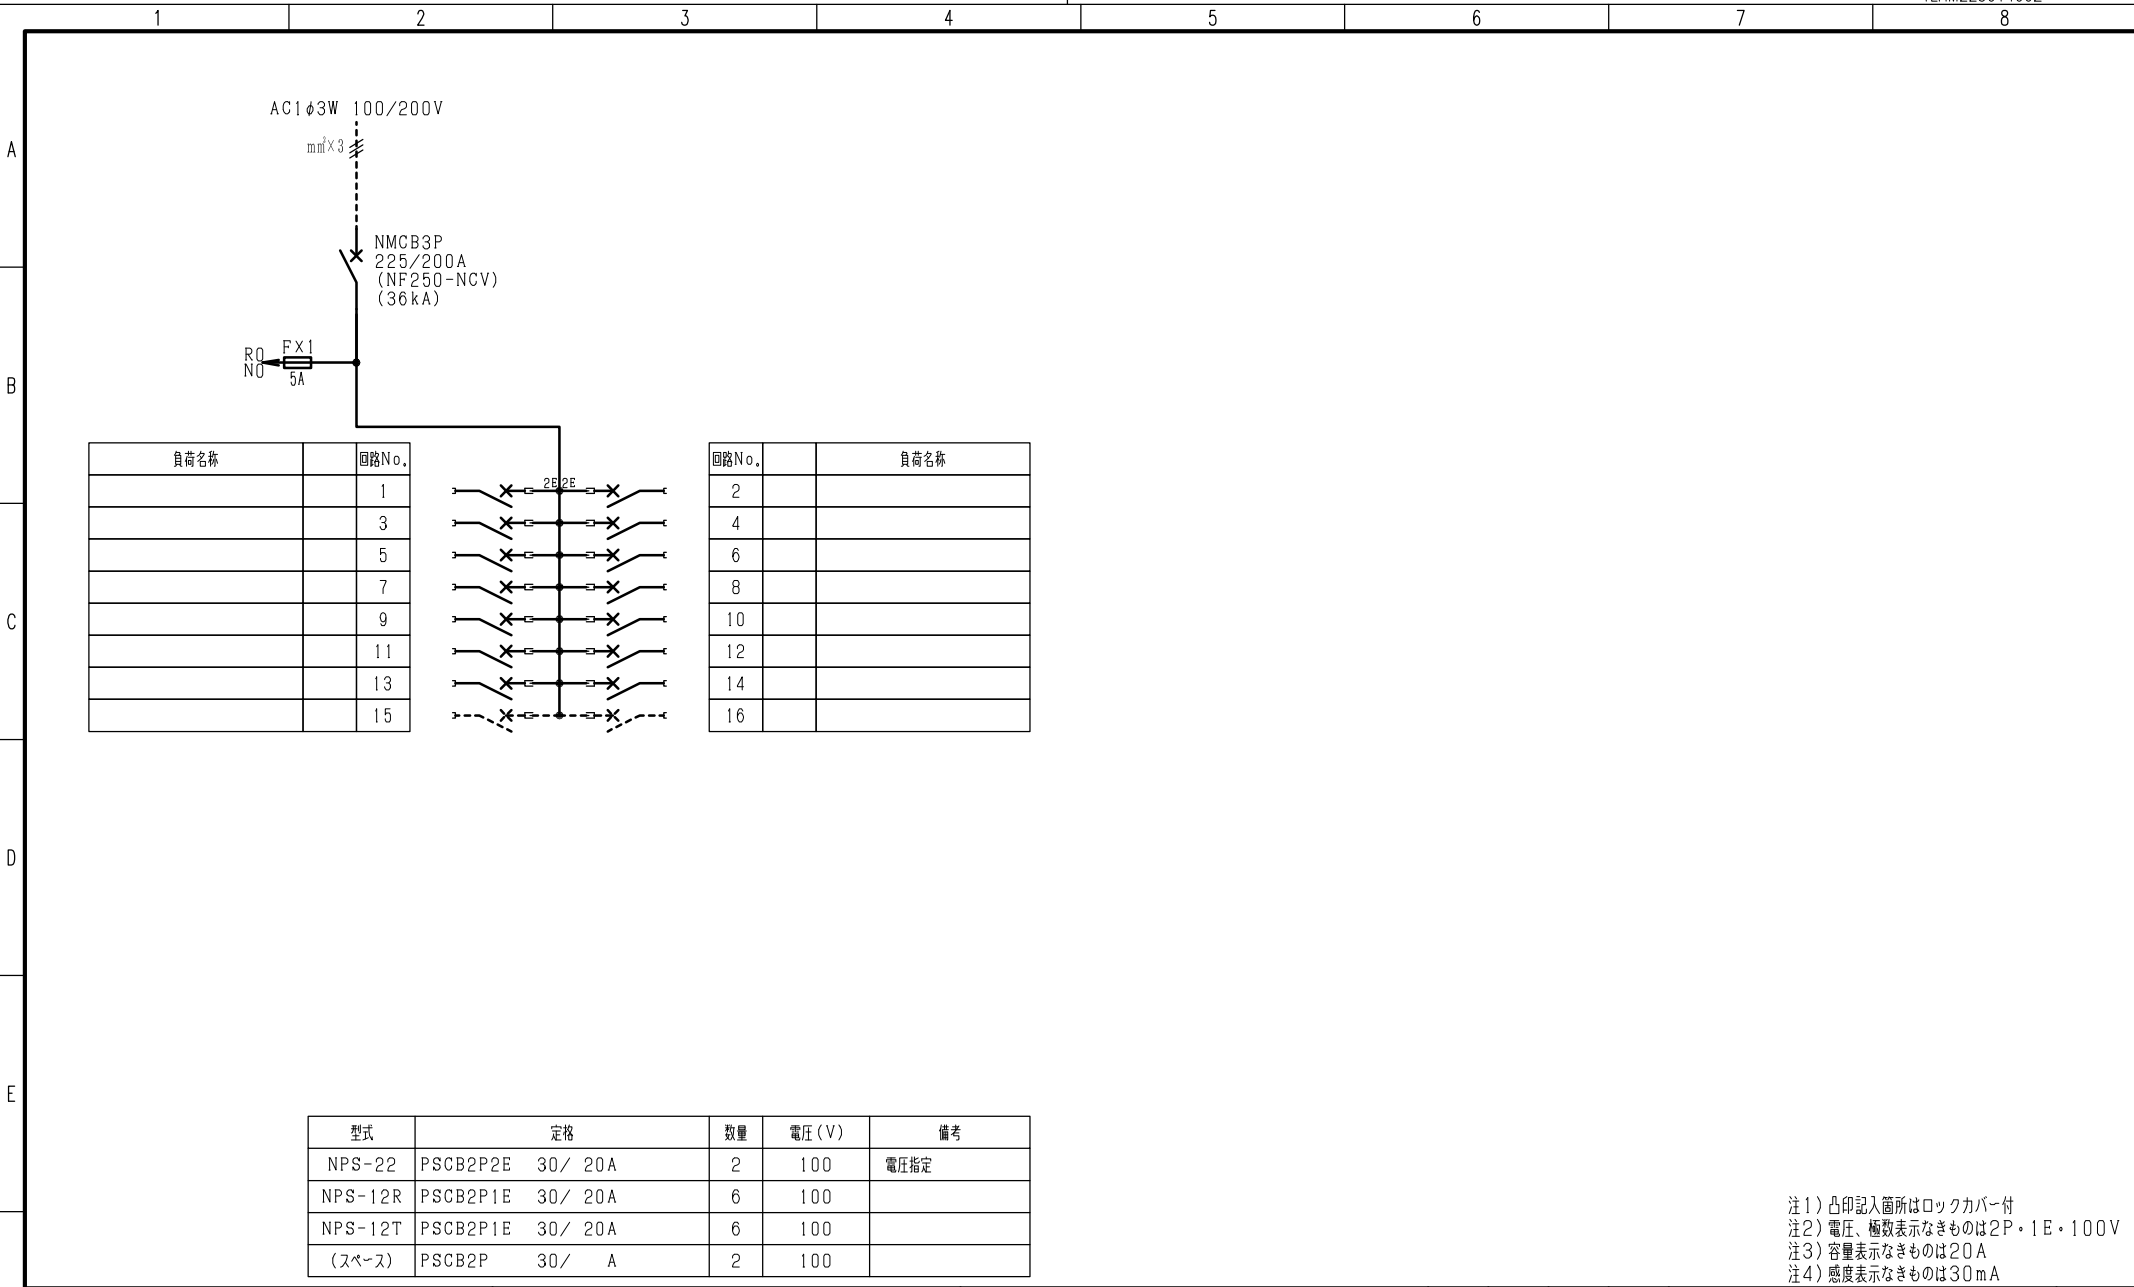 1 2 3 4 5 6 7 8
A
B
C
D
E
AC1φ3W 100/200V
mm²×3
NMCB3P
225/200A
(NF250-NCV)
(36kA)
R0
N0
F×1
5A
負荷名称 回路No.
1
3
5
7
9
11
13
15
2E 2E
回路No. 負荷名称
2
4
6
8
10
12
14
16
型式 定格 数量 電圧(V) 備考
NPS-22 PSCB2P2E 30/ 20A 2 100 電圧指定
NPS-12R PSCB2P1E 30/ 20A 6 100
NPS-12T PSCB2P1E 30/ 20A 6 100
(スペース) PSCB2P 30/ A 2 100
注1)凸印記入箇所はロックカバー付
注2)電圧、極数表示なきものは2P・1E・100V
注3)容量表示なきものは20A
注4)感度表示なきものは30mA